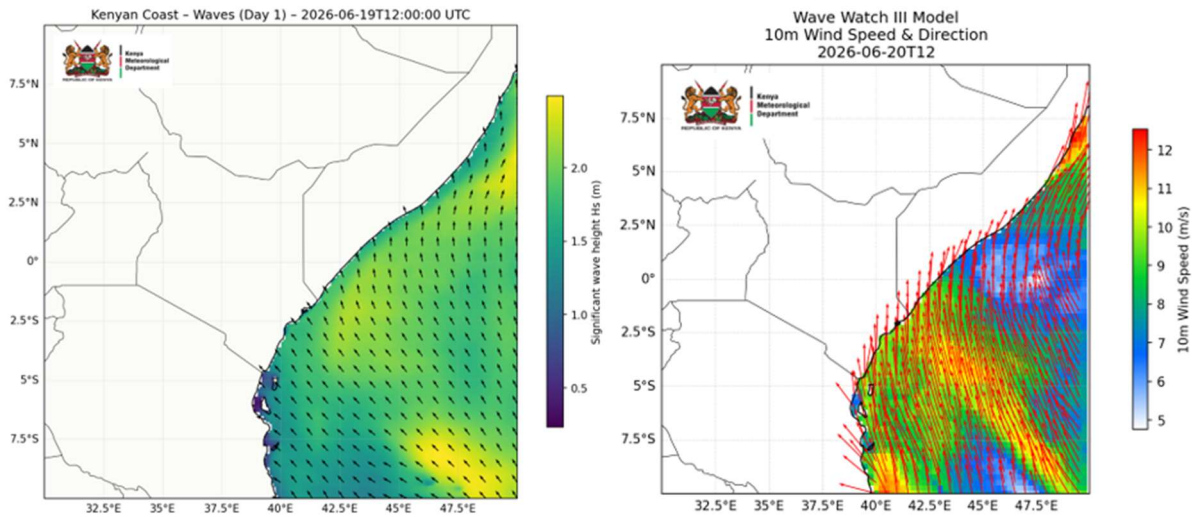 Kenyan Coast – Waves (Day 1) – 2026-06-19T12:00:00 UTC
Kenya
Meteorological
Department
REPUBLIC OF KENYA
7.5°N
5°N
2.5°N
0°
2.5°S
5°S
7.5°S
32.5°E
35°E
37.5°E
40°E
42.5°E
45°E
47.5°E
2.0
1.5
1.0
0.5
Significant wave height Hs (m)
Wave Watch III Model
10m Wind Speed & Direction
2026-06-20T12
Kenya
Meteorological
Department
REPUBLIC OF KENYA
7.5°N
5°N
2.5°N
0°
2.5°S
5°S
7.5°S
32.5°E
35°E
37.5°E
40°E
42.5°E
45°E
47.5°E
12
11
10
9
8
7
6
5
10m Wind Speed (m/s)